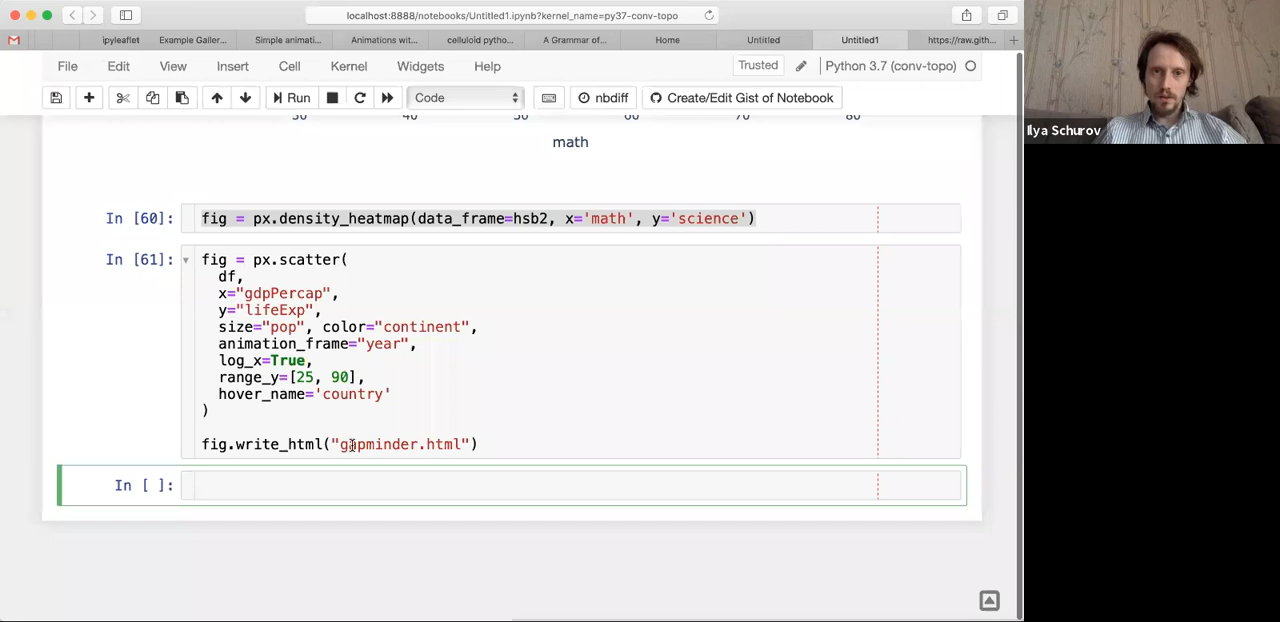 localhost:8888/notebooks/Untitled1.ipynb?kernel_name=py37-conv-topo
ipyleaflet Example Galler... Simple animati... Animations wit... celluloid pytho... A Grammar of... Home Untitled Untitled1 https://raw.gith...
File Edit View Insert Cell Kernel Widgets Help Trusted Python 3.7 (conv-topo)
Run Code nbdiff Create/Edit Gist of Notebook
Ilya Schurov
30 40 50 60 70 80
math
In [60]: fig = px.density_heatmap(data_frame=hsb2, x='math', y='science')
In [61]: fig = px.scatter(
df,
x="gdpPercap",
y="lifeExp",
size="pop", color="continent",
animation_frame="year",
log_x=True,
range_y=[25, 90],
hover_name='country'
)
fig.write_html("gapminder.html")
In [ ]: